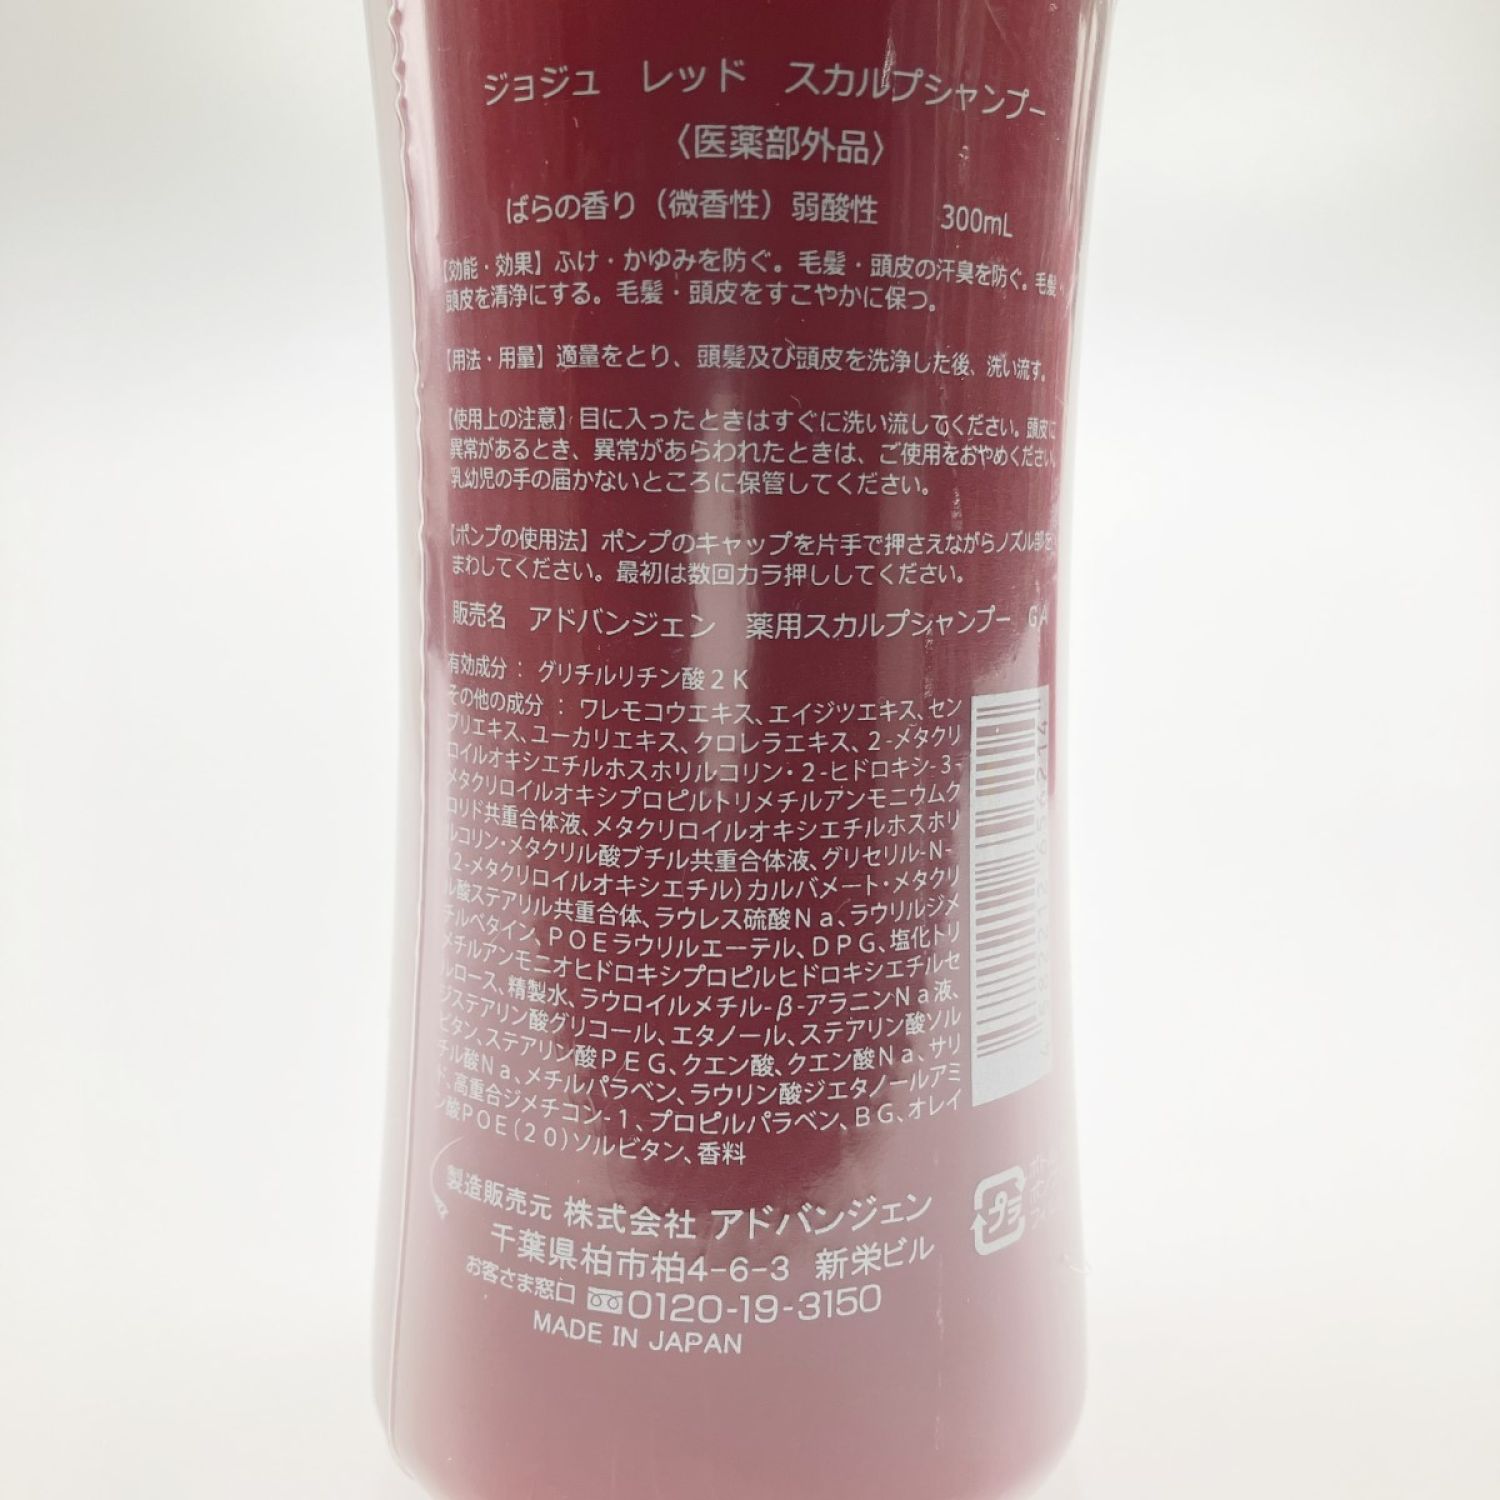 ジョジュ レッド スカルプシャンプー
〈医薬部外品〉
ばらの香り（微香性）弱酸性 300mL
【効能・効果】ふけ・かゆみを防ぐ。毛髪・頭皮の汗臭を防ぐ。毛髪・
頭皮を清浄にする。毛髪・頭皮をすこやかに保つ。
【用法・用量】適量をとり、頭髪及び頭皮を洗浄した後、洗い流す。
【使用上の注意】目に入ったときはすぐに洗い流してください。頭皮に
異常があるとき、異常があらわれたときは、ご使用をおやめください。
乳幼児の手の届かないところに保管してください。
【ポンプの使用法】ポンプのキャップを片手で押さえながらノズル部を
まわしてください。最初は数回カラ押ししてください。
販売名 アドバンジェン 薬用スカルプシャンプー GA
有効成分：グリチルリチン酸2K
その他の成分：ワレモコウエキス、エイジツエキス、セン
ブリエキス、ユーカリエキス、クロレラエキス、2-メタクリ
ロイルオキシエチルホスホリルコリン・2-ヒドロキシ-3-
メタクリロイルオキシプロピルトリメチルアンモニウムク
ロリド共重合体液、メタクリロイルオキシエチルホスホリ
ルコリン・メタクリル酸ブチル共重合体液、グリセリル-N-
(2-メタクリロイルオキシエチル)カルバメート・メタクリ
ル酸ステアリル共重合体、ラウレス硫酸Na、ラウリルジメ
チルベタイン、POEラウリルエーテル、DPG、塩化トリ
メチルアンモニオヒドロキシプロピルヒドロキシエチルセ
ルロース、精製水、ラウロイルメチル-β-アラニンNa液、
ジステアリン酸グリコール、エタノール、ステアリン酸ソル
ビタン、ステアリン酸PEG、クエン酸、クエン酸Na、サリ
チル酸Na、メチルパラベン、ラウリン酸ジエタノールアミ
ド、高重合ジメチコン-1、プロピルパラベン、BG、オレイ
ン酸POE(20)ソルビタン、香料
製造販売元 株式会社 アドバンジェン
千葉県柏市柏4-6-3 新栄ビル
お客さま窓口 0120-19-3150
MADE IN JAPAN
プラ